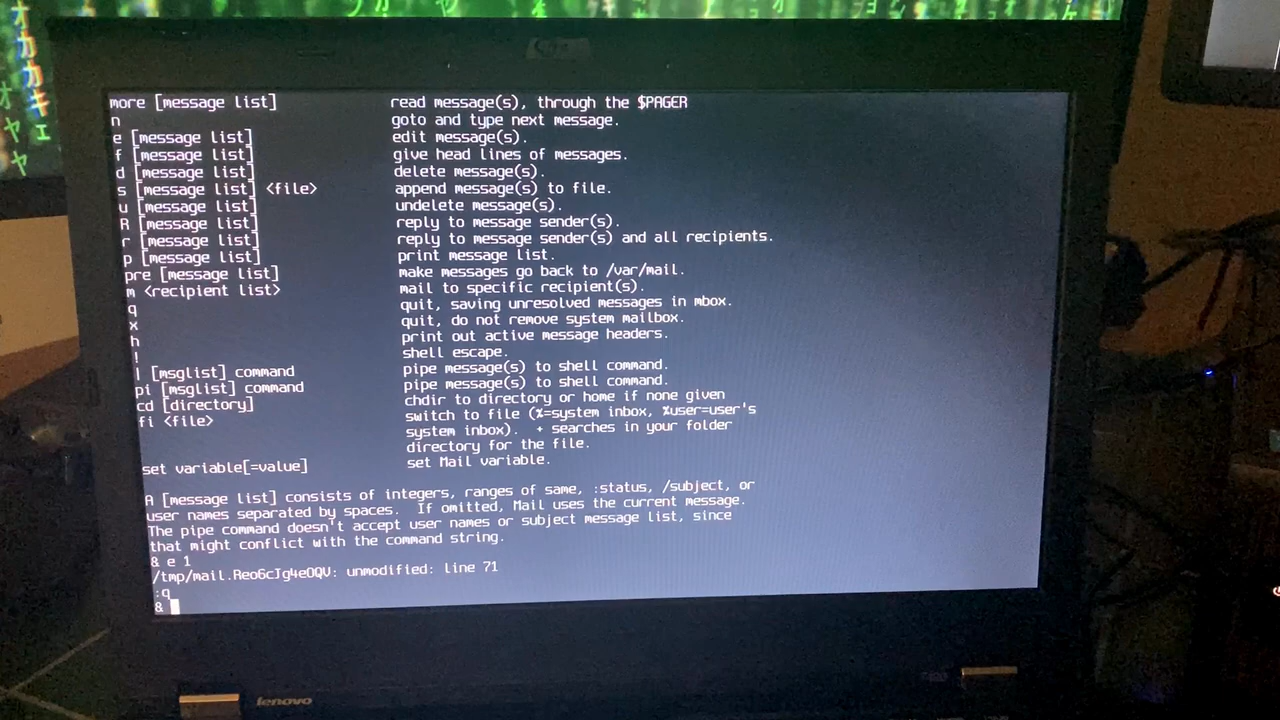 more [message list] read message(s), through the $PAGER
n goto and type next message.
e [message list] edit message(s).
f [message list] give head lines of messages.
d [message list] delete message(s).
s [message list] <file> append message(s) to file.
u [message list] undelete message(s).
R [message list] reply to message sender(s).
r [message list] reply to message sender(s) and all recipients.
p [message list] print message list.
pre [message list] make messages go back to /var/mail.
m <recipient list> mail to specific recipient(s).
q quit, saving unresolved messages in mbox.
x quit, do not remove system mailbox.
h print out active message headers.
! shell escape.
| [msglist] command pipe message(s) to shell command.
pi [msglist] command pipe message(s) to shell command.
cd [directory] chdir to directory or home if none given
fi <file> switch to file (%=system inbox, %user=user's
system inbox). + searches in your folder
directory for the file.
set variable[=value] set Mail variable.
A [message list] consists of integers, ranges of same, :status, /subject, or
user names separated by spaces. If omitted, Mail uses the current message.
The pipe command doesn't accept user names or subject message list, since
that might conflict with the command string.
& e 1
/tmp/mail.Reo6cJg4eOQV: unmodified: line 71
:q
&
lenovo